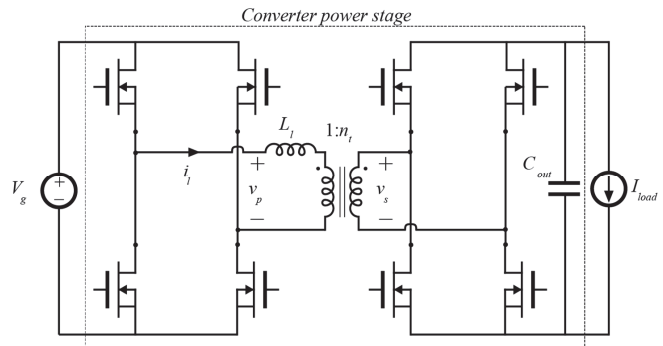 Converter power stage
L_l
1:n_t
+
+
i_l
C_out
V_g
+
−
v_p
v_s
I_load
−
−